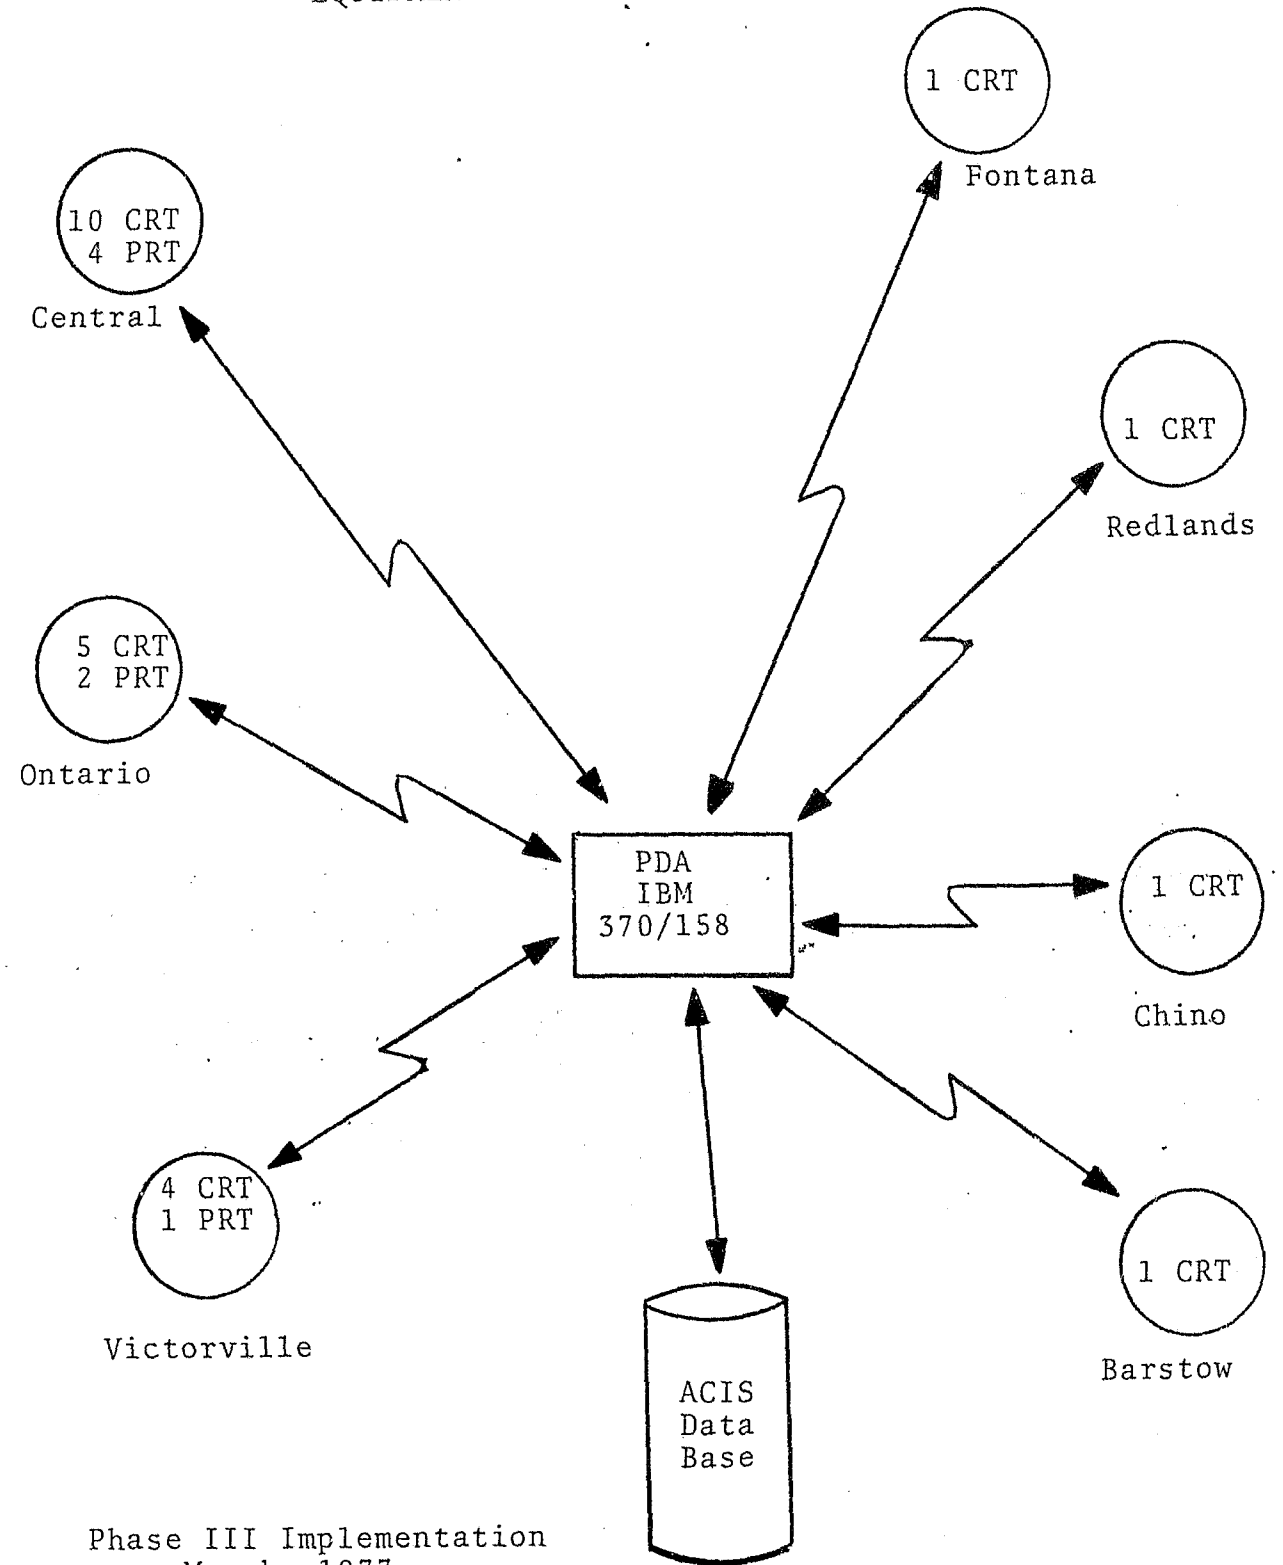 1 CRT
Fontana
10 CRT
4 PRT
Central
1 CRT
Redlands
5 CRT
2 PRT
Ontario
PDA
IBM
370/158
1 CRT
Chino
4 CRT
1 PRT
Victorville
1 CRT
Barstow
ACIS
Data
Base
Phase III Implementation